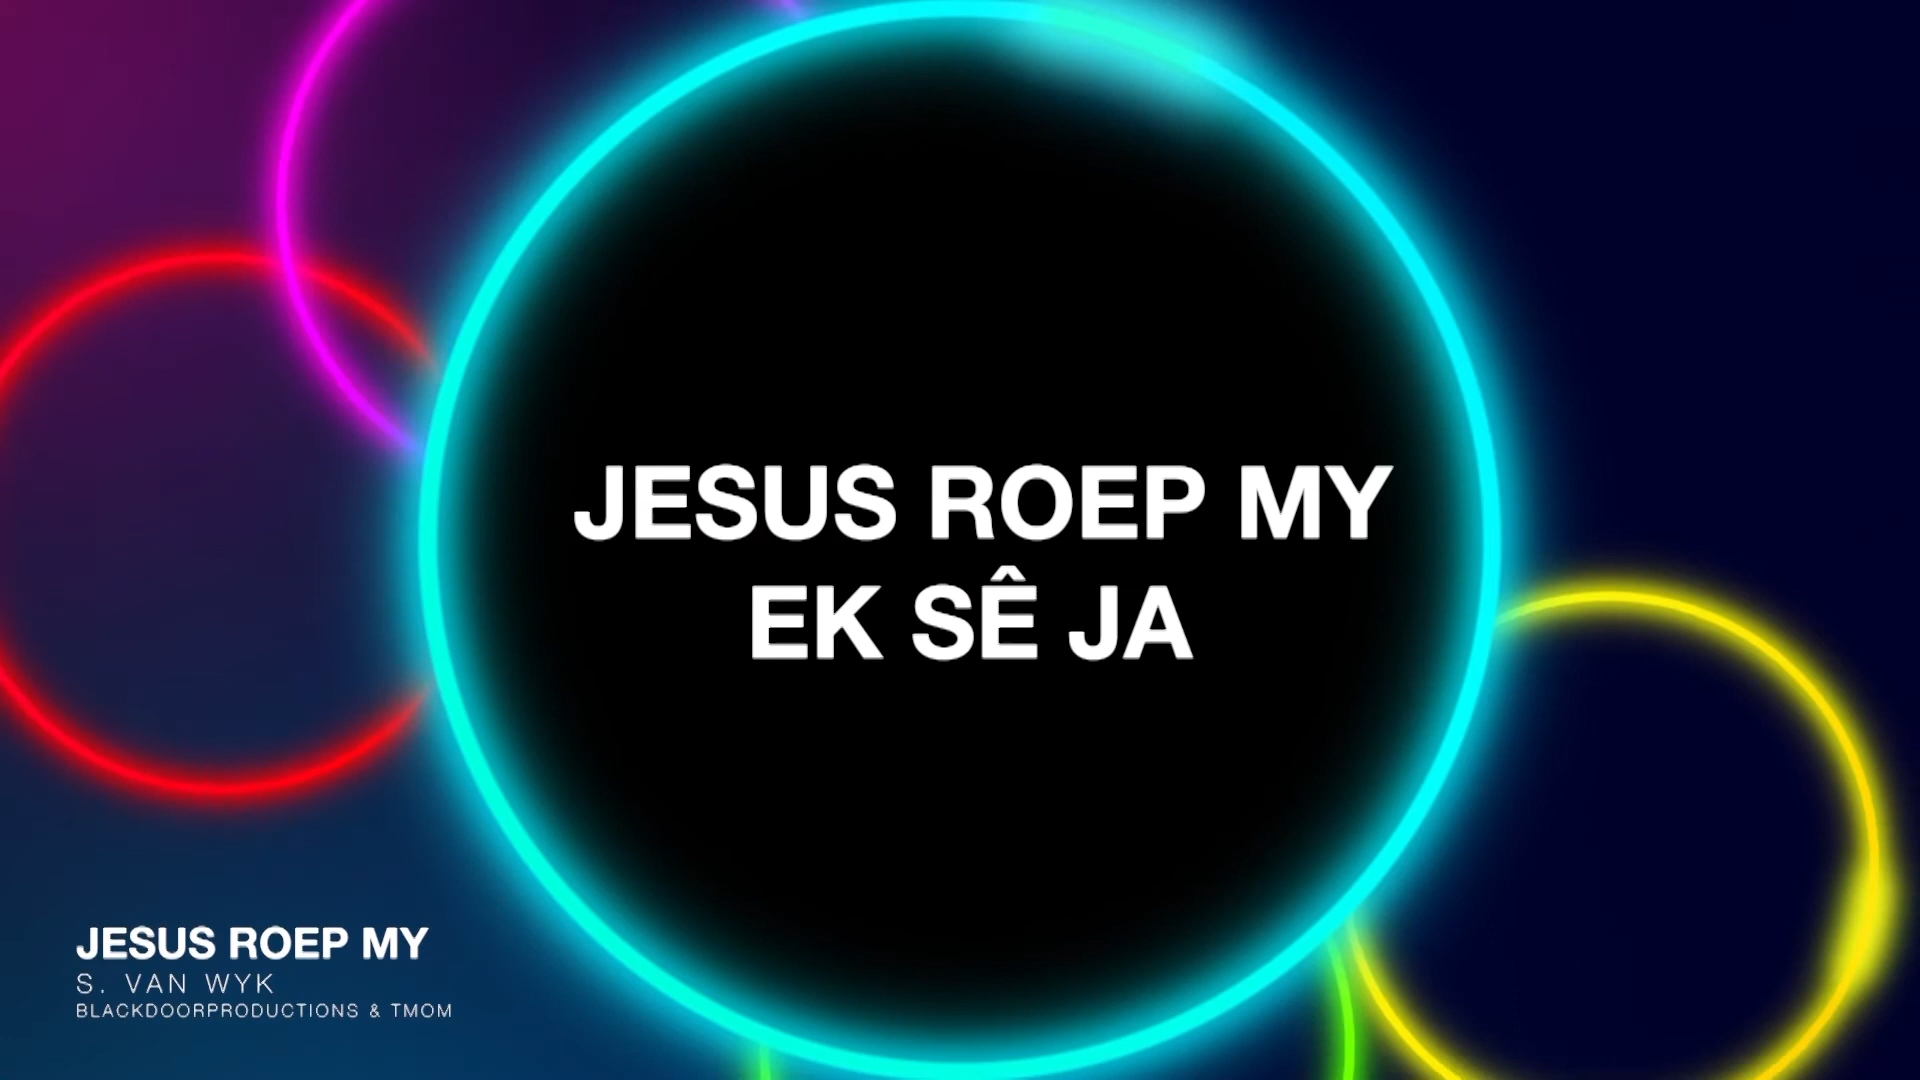 JESUS ROEP MY
EK SÊ JA
JESUS ROEP MY
S. VAN WYK
BLACKDOORPRODUCTIONS & TMOM